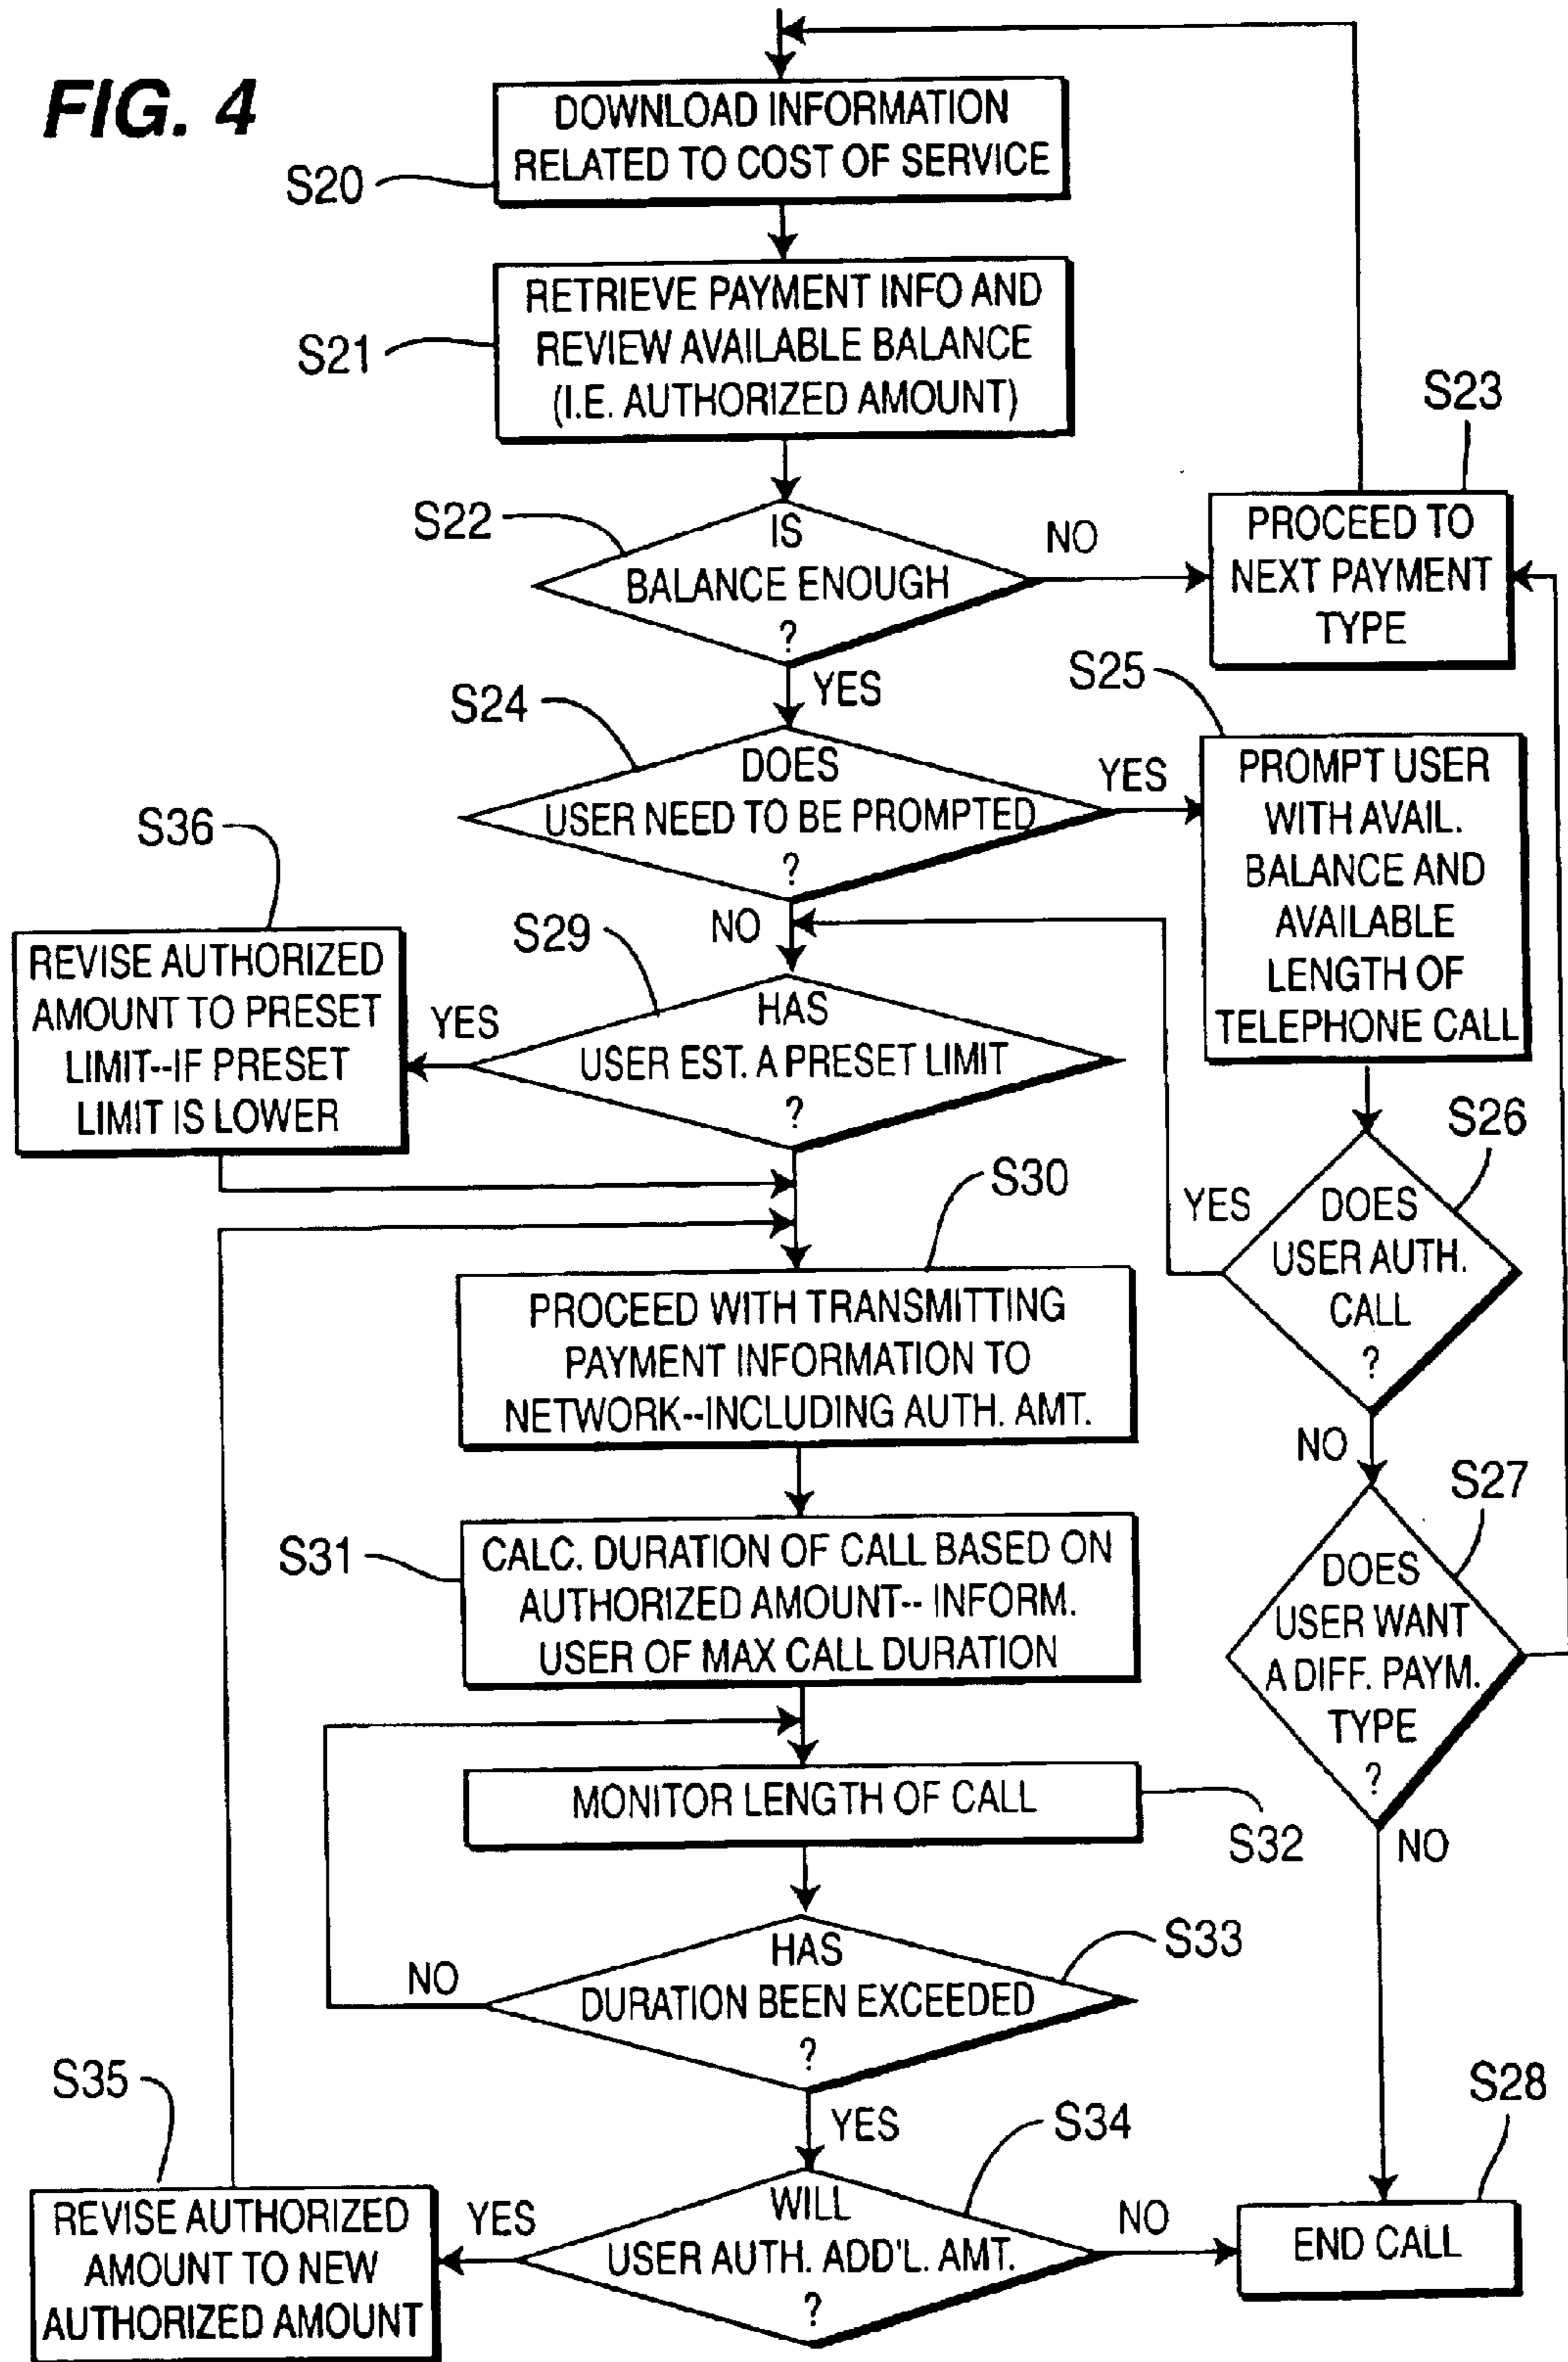 FIG. 4
DOWNLOAD INFORMATION
RELATED TO COST OF SERVICE
S20
RETRIEVE PAYMENT INFO AND
REVIEW AVAILABLE BALANCE
(I.E. AUTHORIZED AMOUNT)
S21
S22
IS
BALANCE ENOUGH
?
NO
S23
PROCEED TO
NEXT PAYMENT
TYPE
YES
S24
DOES
USER NEED TO BE PROMPTED
?
YES
S25
PROMPT USER
WITH AVAIL.
BALANCE AND
AVAILABLE
LENGTH OF
TELEPHONE CALL
NO
S36
REVISE AUTHORIZED
AMOUNT TO PRESET
LIMIT--IF PRESET
LIMIT IS LOWER
YES
S29
HAS
USER EST. A PRESET LIMIT
?
S26
YES
DOES
USER AUTH.
CALL
?
NO
S30
PROCEED WITH TRANSMITTING
PAYMENT INFORMATION TO
NETWORK--INCLUDING AUTH. AMT.
S27
DOES
USER WANT
A DIFF. PAYM.
TYPE
?
NO
S31
CALC. DURATION OF CALL BASED ON
AUTHORIZED AMOUNT-- INFORM.
USER OF MAX CALL DURATION
MONITOR LENGTH OF CALL
S32
HAS
DURATION BEEN EXCEEDED
?
S33
NO
YES
S34
WILL
USER AUTH. ADD'L. AMT.
?
YES
NO
S35
REVISE AUTHORIZED
AMOUNT TO NEW
AUTHORIZED AMOUNT
S28
END CALL